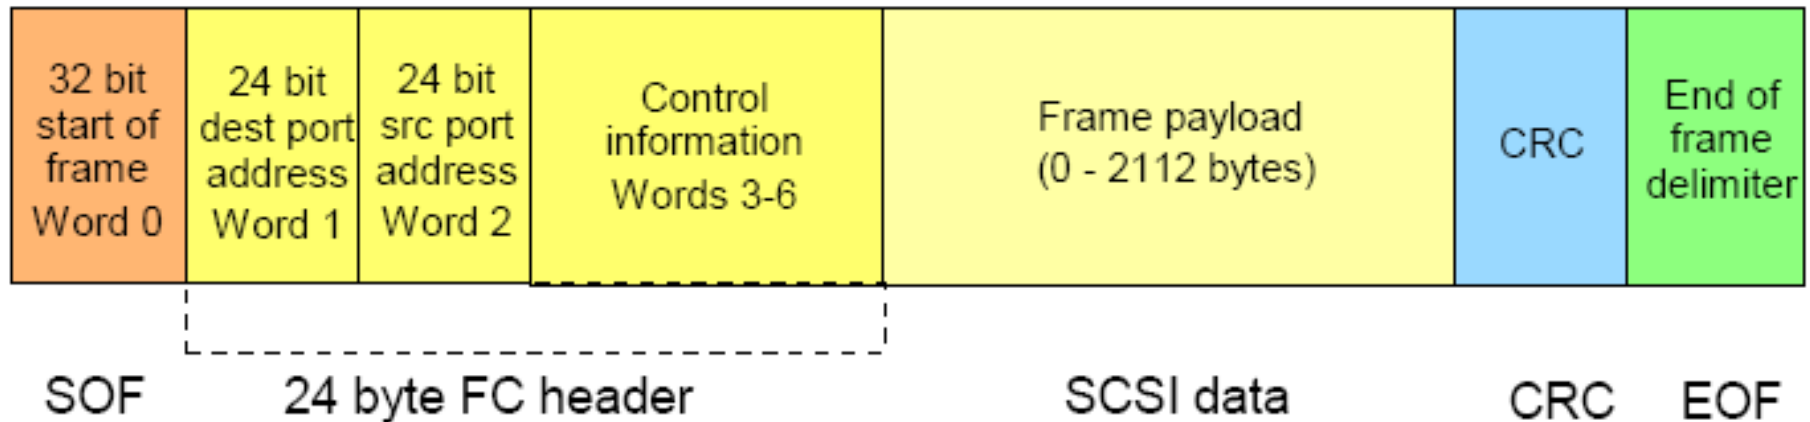 32 bit
start of
frame
Word 0
24 bit
dest port
address
Word 1
24 bit
src port
address
Word 2
Control
information
Words 3-6
Frame payload
(0 - 2112 bytes)
CRC
End of
frame
delimiter
SOF
24 byte FC header
SCSI data
CRC
EOF